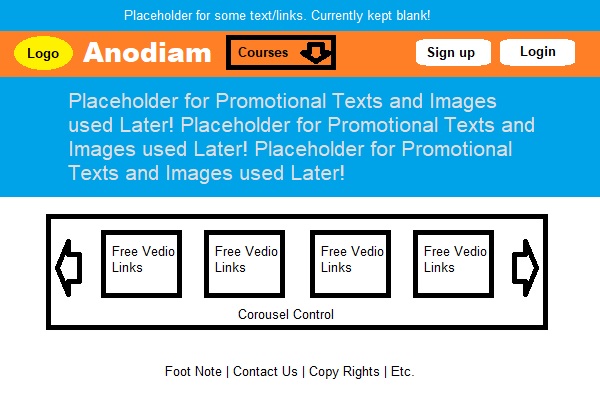 Placeholder for some text/links. Currently kept blank!
Logo Anodiam Courses Sign up Login
Placeholder for Promotional Texts and Images
used Later! Placeholder for Promotional Texts and
Images used Later! Placeholder for Promotional
Texts and Images used Later!
Free Vedio Free Vedio Free Vedio Free Vedio
Links Links Links Links
Corousel Control
Foot Note | Contact Us | Copy Rights | Etc.